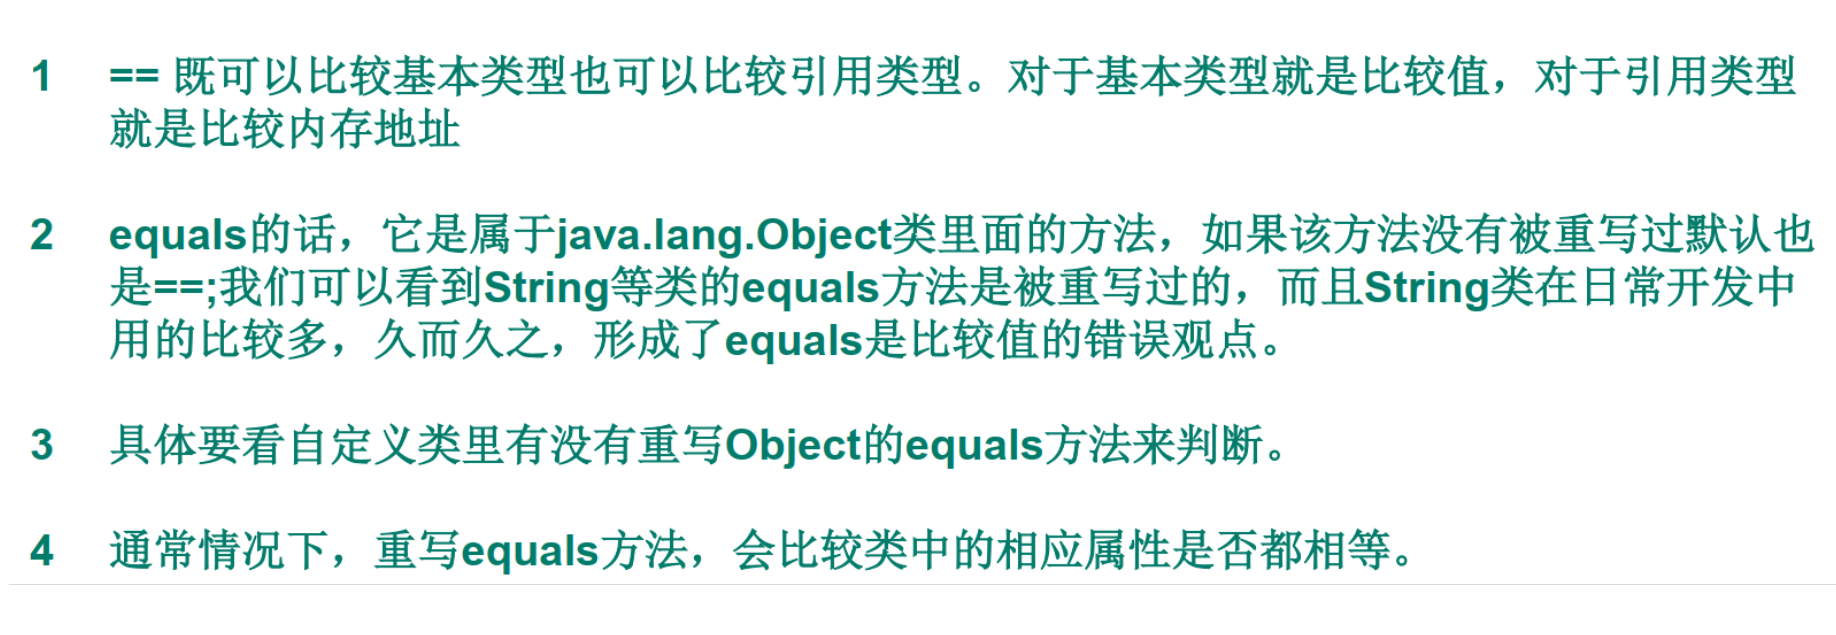 1 == 既可以比较基本类型也可以比较引用类型。对于基本类型就是比较值，对于引用类型
就是比较内存地址
2 equals的话，它是属于java.lang.Object类里面的方法，如果该方法没有被重写过默认也
是==;我们可以看到String等类的equals方法是被重写过的，而且String类在日常开发中
用的比较多，久而久之，形成了equals是比较值的错误观点。
3 具体要看自定义类里有没有重写Object的equals方法来判断。
4 通常情况下，重写equals方法，会比较类中的相应属性是否都相等。